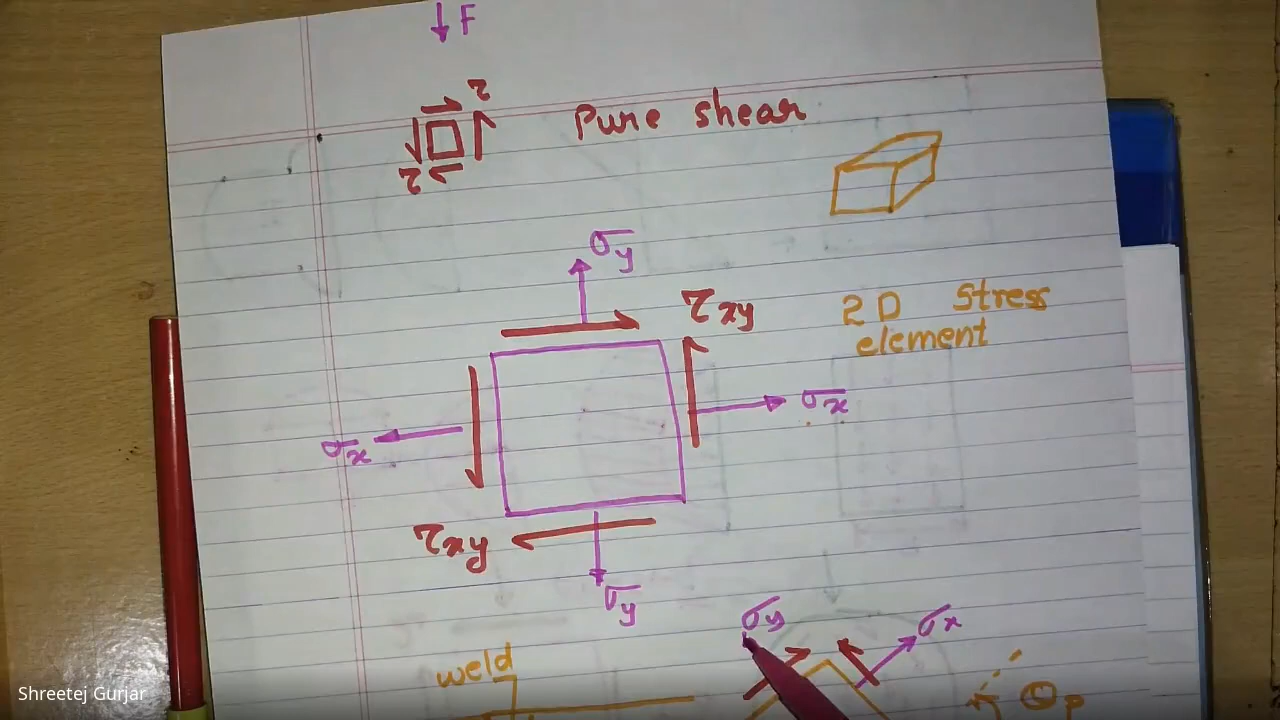 ↓ F
τ
τ
Pure shear
σy
τxy
2D stress
element
σx
σx
τxy
σy
σy
σx
weld
Θp
Shreetej Gurjar